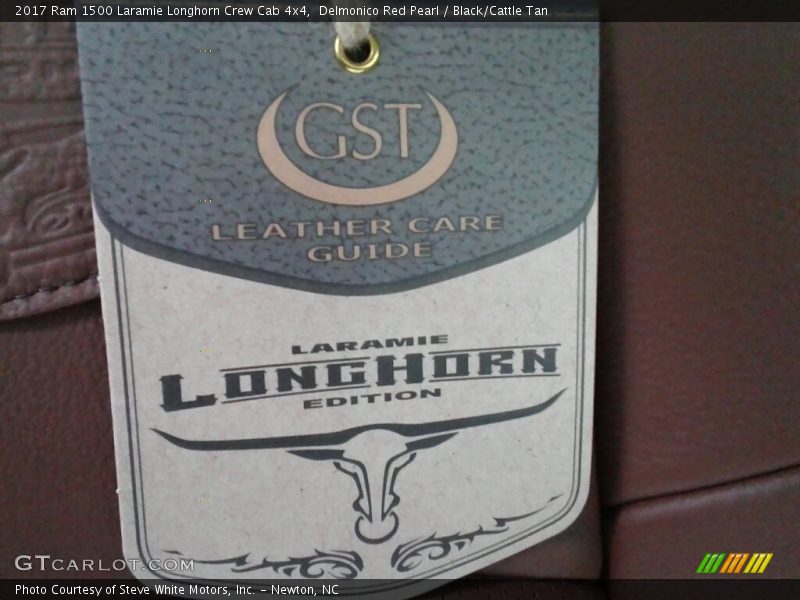 2017 Ram 1500 Laramie Longhorn Crew Cab 4x4,  Delmonico Red Pearl / Black/Cattle Tan
GST
LEATHER CARE
GUIDE
LARAMIE
LONGHORN
EDITION
GTCARLOT.COM
Photo Courtesy of Steve White Motors, Inc. - Newton, NC